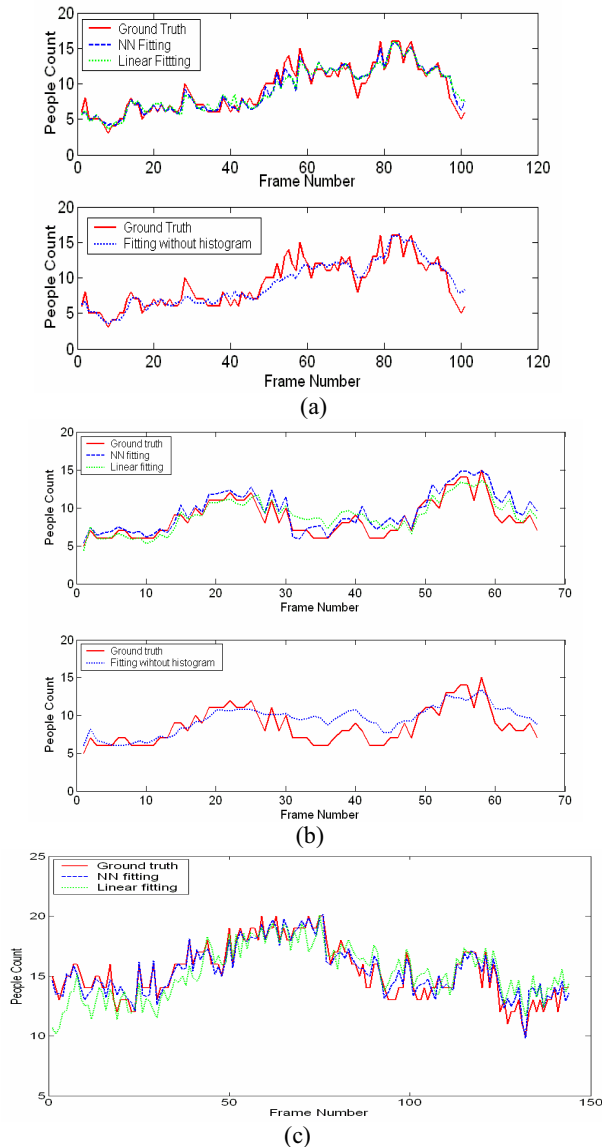 20
15
10
5
0
People Count
Ground Truth
NN Fitting
Linear Fittting
0 20 40 60 80 100 120
Frame Number
20
15
10
5
0
People Count
Ground Truth
Fitting without histogram
0 20 40 60 80 100 120
Frame Number
(a)
20
15
10
5
0
People Count
Ground truth
NN fitting
Linear fitting
0 10 20 30 40 50 60 70
Frame Number
20
15
10
5
0
People Count
Ground truth
Fitting wihtout histogram
0 10 20 30 40 50 60 70
Frame Number
(b)
25
20
15
10
5
People Count
Ground truth
NN fitting
Linear fitting
0 50 100 150
Frame Number
(c)